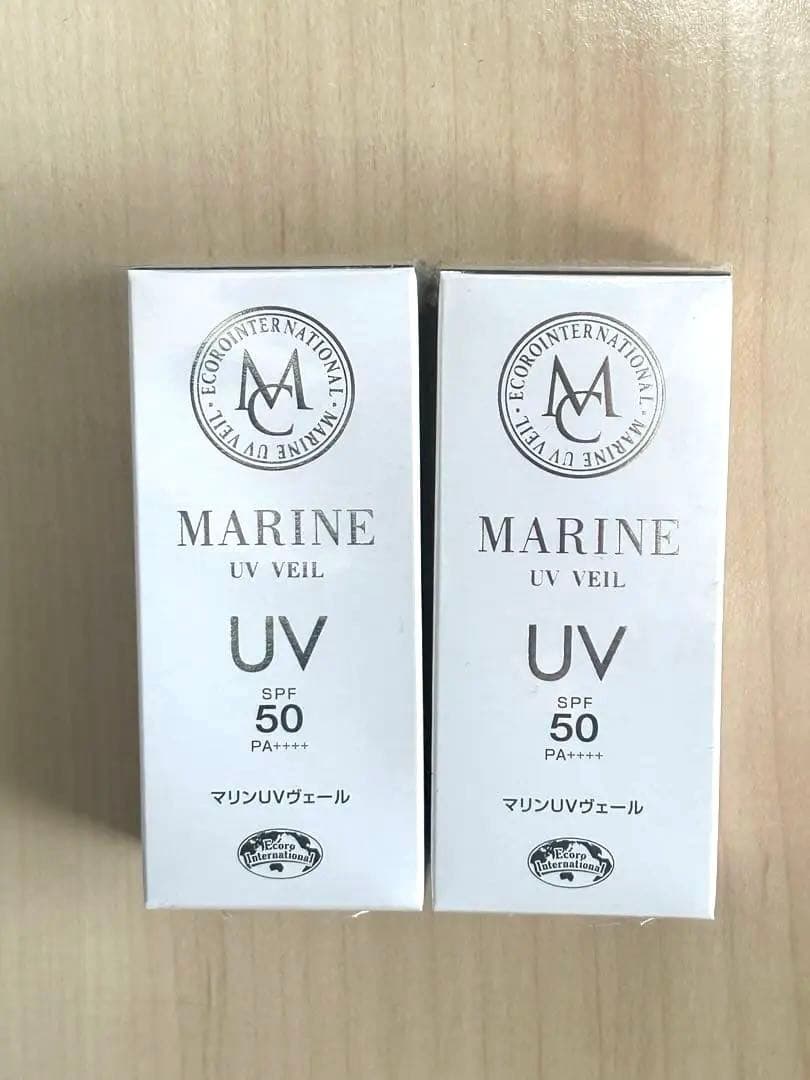 ECOROINTERNATIONAL • MARINE UV VEIL •
MC
MARINE
UV VEIL
UV
SPF
50
PA++++
マリンUVヴェール
Ecoro
International
ECOROINTERNATIONAL • MARINE UV VEIL •
MC
MARINE
UV VEIL
UV
SPF
50
PA++++
マリンUVヴェール
Ecoro
International